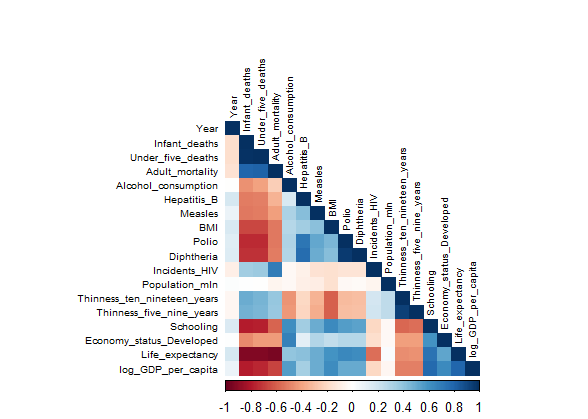 Year
Infant_deaths
Under_five_deaths
Adult_mortality
Alcohol_consumption
Hepatitis_B
Measles
BMI
Polio
Diphtheria
Incidents_HIV
Population_mln
Thinness_ten_nineteen_years
Thinness_five_nine_years
Schooling
Economy_status_Developed
Life_expectancy
log_GDP_per_capita
Year
Infant_deaths
Under_five_deaths
Adult_mortality
Alcohol_consumption
Hepatitis_B
Measles
BMI
Polio
Diphtheria
Incidents_HIV
Population_mln
Thinness_ten_nineteen_years
Thinness_five_nine_years
Schooling
Economy_status_Developed
Life_expectancy
log_GDP_per_capita
-1 -0.8 -0.6 -0.4 -0.2 0 0.2 0.4 0.6 0.8 1